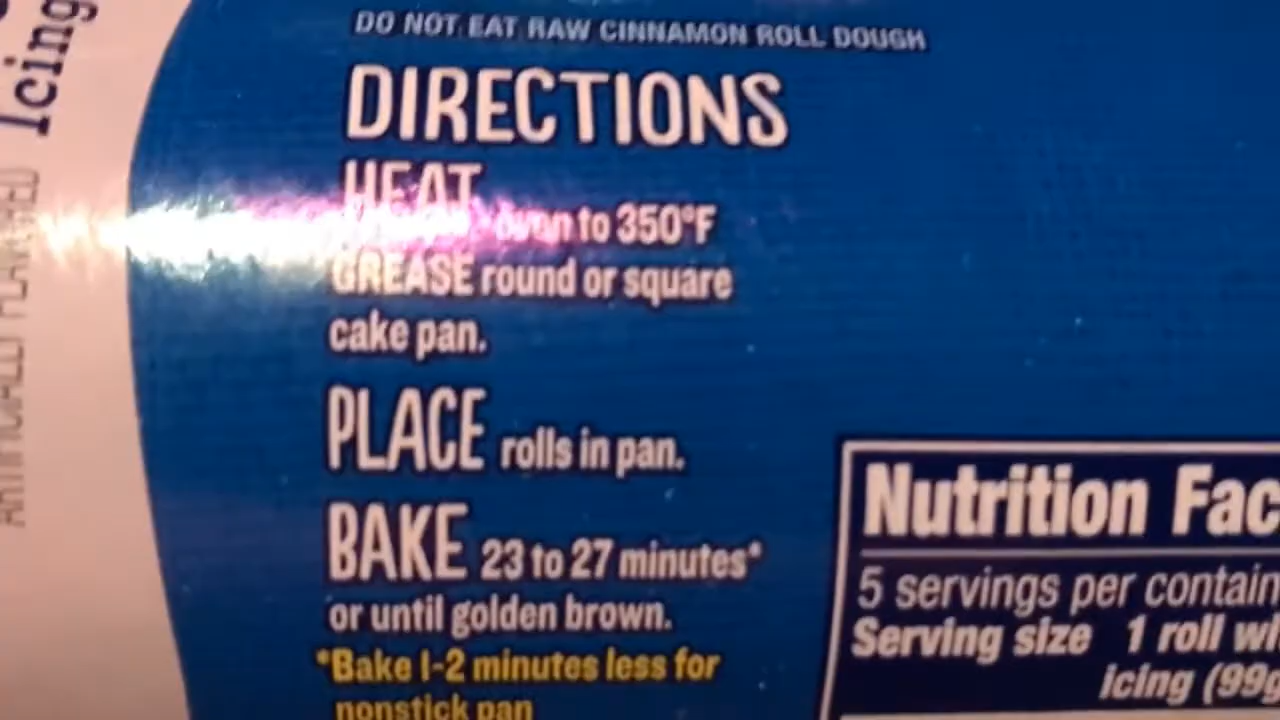 Icing
ARTIFICIALLY FLAVORED
DO NOT EAT RAW CINNAMON ROLL DOUGH
DIRECTIONS
HEAT
oven to 350°F
GREASE round or square
cake pan.
PLACE rolls in pan.
BAKE 23 to 27 minutes*
or until golden brown.
*Bake 1-2 minutes less for
nonstick pan
Nutrition Fac
5 servings per contain
Serving size 1 roll wi
icing (99g